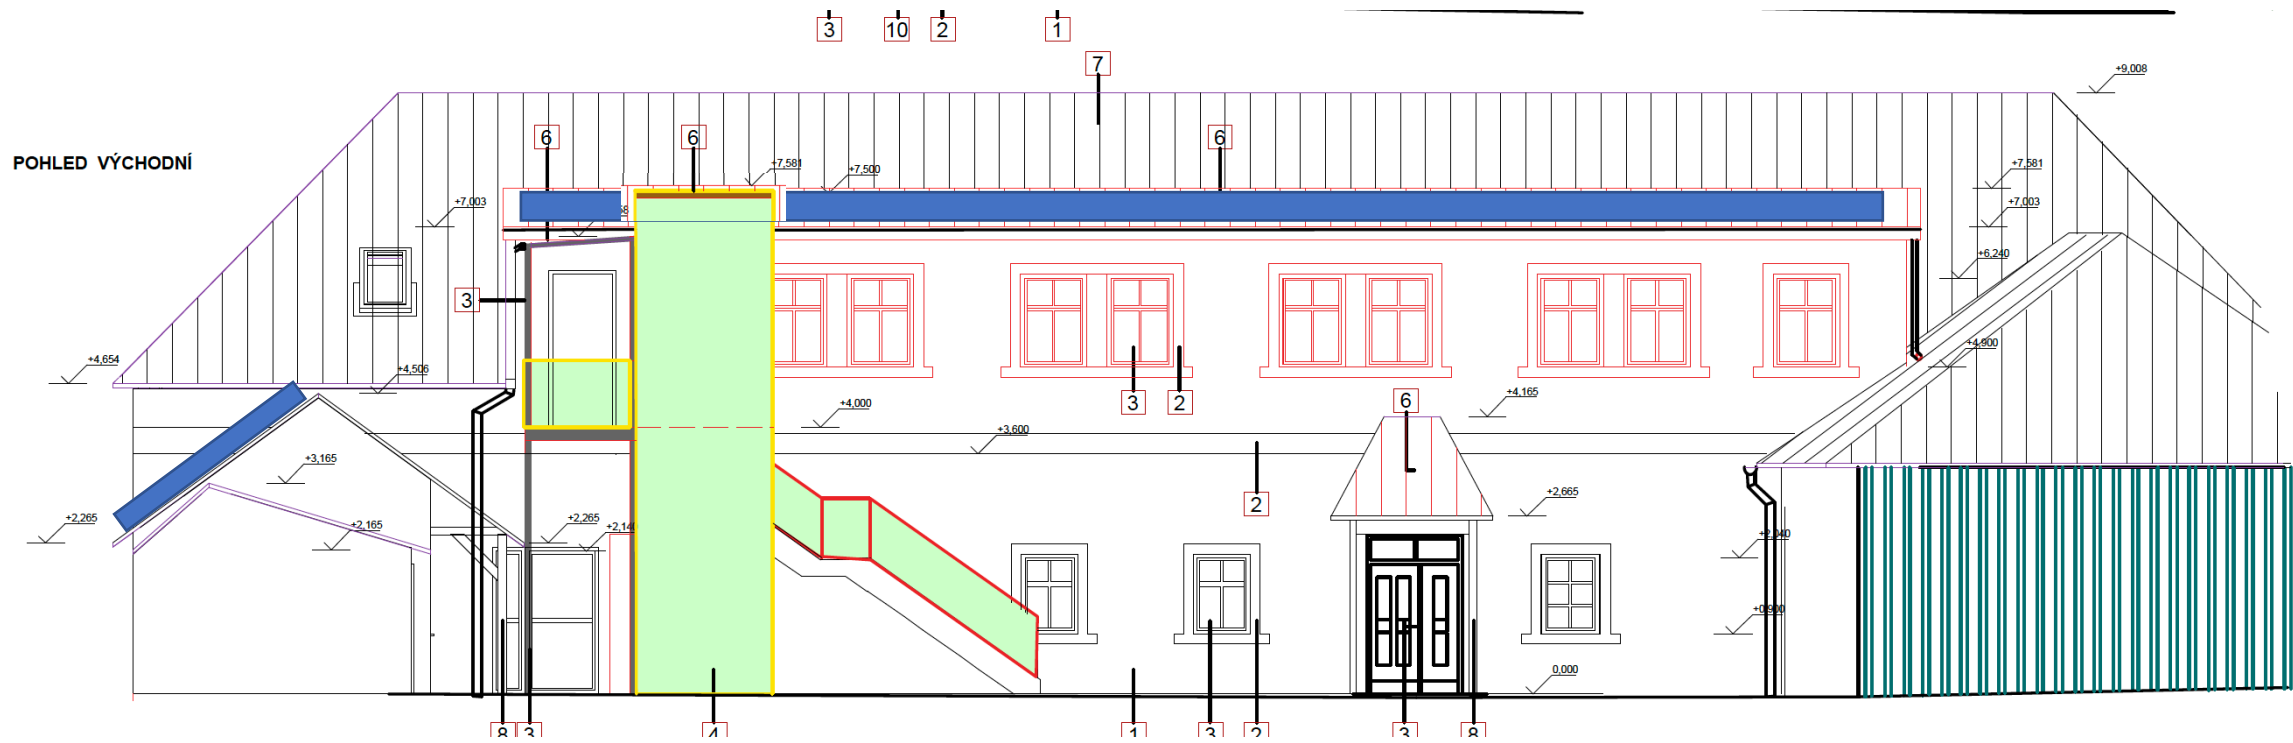 3 10 2 1
7
+9,008
6 6 6
POHLED VÝCHODNÍ
+7,581 +7,500 +7,581
+7,003 +7,003
+6,240
3
+4,654 +4,506 +4,900
3 2 6
+4,000 +4,165
+3,600
+3,165
2
+2,265 +2,165 +2,265 +2,140 +2,665
+0,900
0,000
8 3 4 1 3 2 3 8